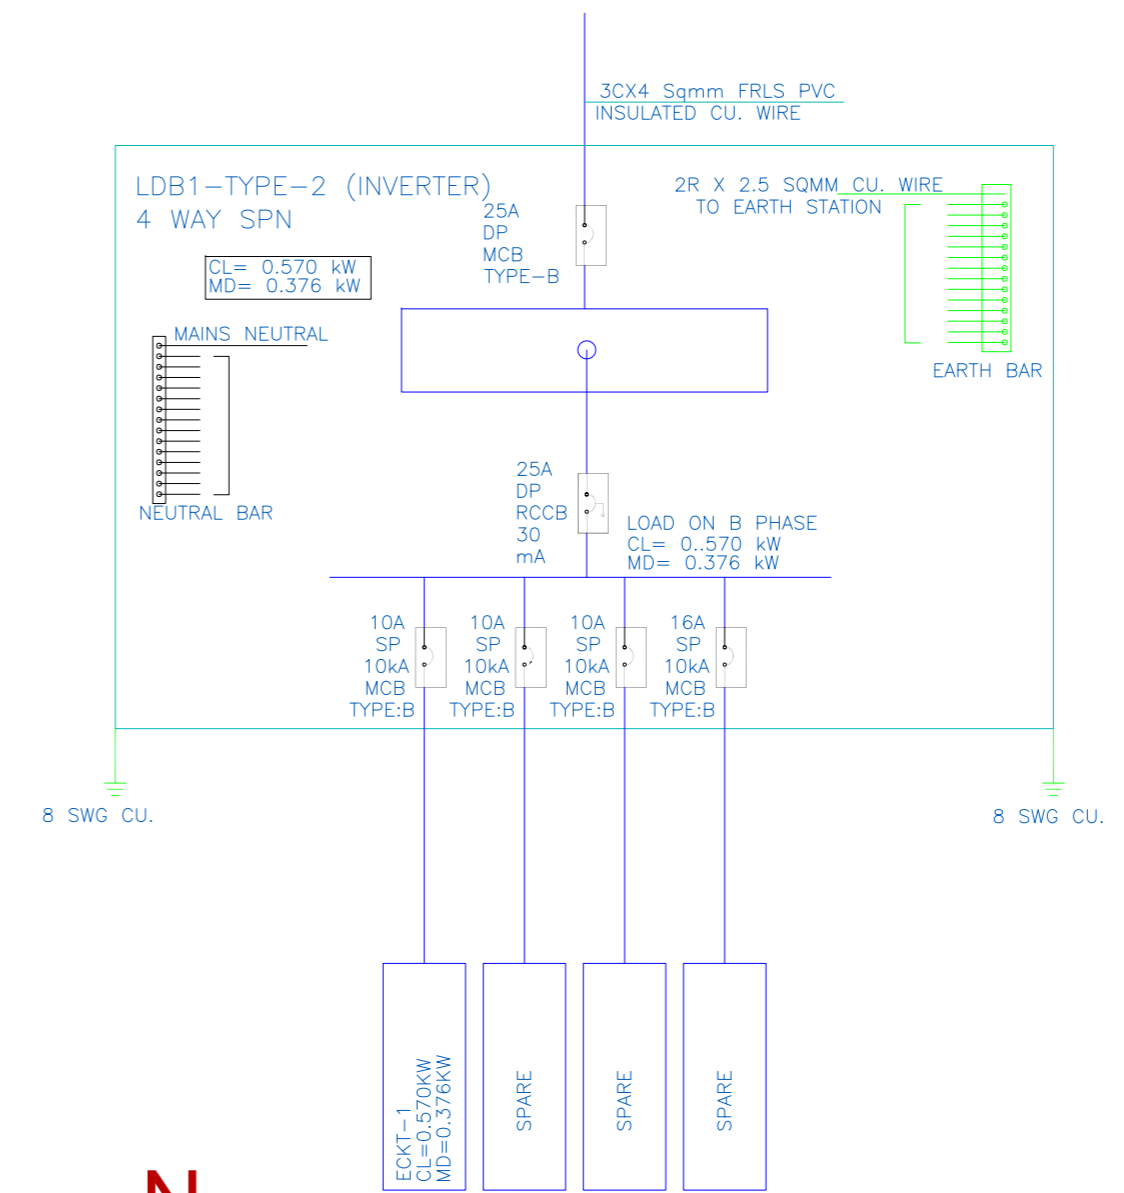 3CX4 Sqmm FRLS PVC
INSULATED CU. WIRE
LDB1-TYPE-2 (INVERTER)
4 WAY SPN
CL= 0.570 kW
MD= 0.376 kW
25A
DP
MCB
TYPE-B
2R X 2.5 SQMM CU. WIRE
TO EARTH STATION
EARTH BAR
MAINS NEUTRAL
NEUTRAL BAR
25A
DP
RCCB
30
mA
LOAD ON B PHASE
CL= 0..570 kW
MD= 0.376 kW
10A
SP
10kA
MCB
TYPE:B
10A
SP
10kA
MCB
TYPE:B
10A
SP
10kA
MCB
TYPE:B
16A
SP
10kA
MCB
TYPE:B
8 SWG CU.
8 SWG CU.
ECKT-1
CL=0.570KW
MD=0.376KW
SPARE
SPARE
SPARE
N